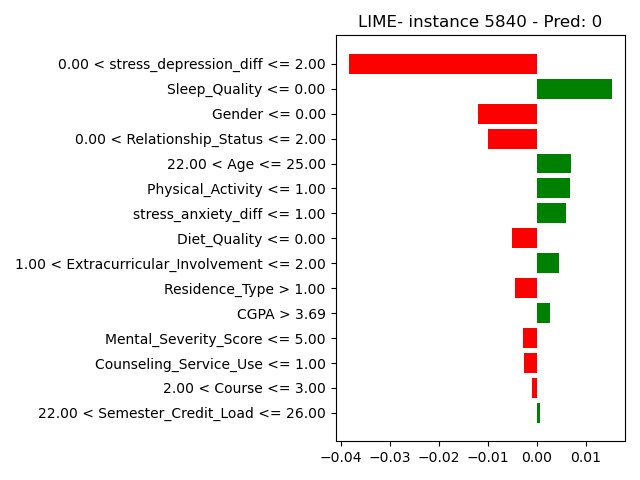 LIME- instance 5840 - Pred: 0
0.00 < stress_depression_diff <= 2.00
Sleep_Quality <= 0.00
Gender <= 0.00
0.00 < Relationship_Status <= 2.00
22.00 < Age <= 25.00
Physical_Activity <= 1.00
stress_anxiety_diff <= 1.00
Diet_Quality <= 0.00
1.00 < Extracurricular_Involvement <= 2.00
Residence_Type > 1.00
CGPA > 3.69
Mental_Severity_Score <= 5.00
Counseling_Service_Use <= 1.00
2.00 < Course <= 3.00
22.00 < Semester_Credit_Load <= 26.00
−0.04 −0.03 −0.02 −0.01 0.00 0.01